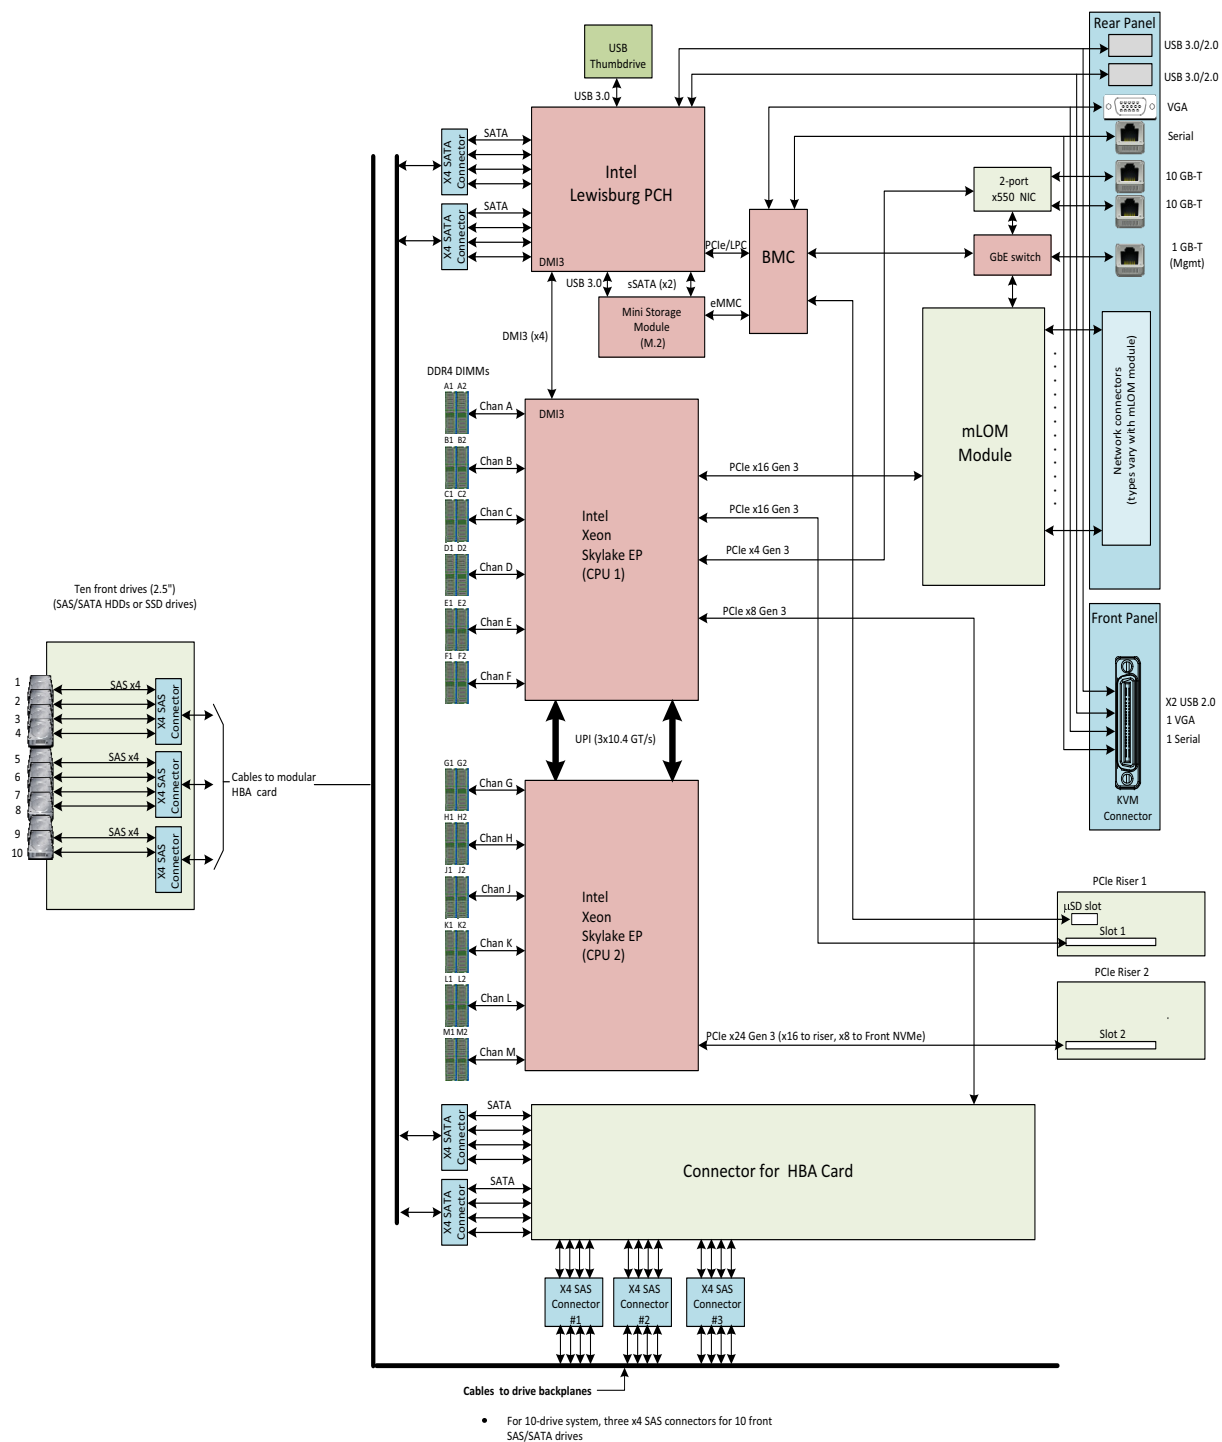 Rear Panel
USB 3.0/2.0
USB 3.0/2.0
VGA
Serial
10 GB-T
10 GB-T
1 GB-T
(Mgmt)
Network connectors
(types vary with mLOM module)
USB
Thumbdrive
USB 3.0
Intel
Lewisburg PCH
DMI3
X4 SATA
Connector
SATA
X4 SATA
Connector
SATA
PCIe/LPC
BMC
2-port
x550 NIC
GbE switch
USB 3.0
sSATA (x2)
eMMC
Mini Storage
Module
(M.2)
DMI3 (x4)
mLOM
Module
DDR4 DIMMs
A1 A2
Chan A
B1 B2
Chan B
C1 C2
Chan C
D1 D2
Chan D
E1 E2
Chan E
F1 F2
Chan F
DMI3
Intel
Xeon
Skylake EP
(CPU 1)
PCIe x16 Gen 3
PCIe x16 Gen 3
PCIe x4 Gen 3
PCIe x8 Gen 3
Front Panel
X2 USB 2.0
1 VGA
1 Serial
KVM
Connector
Ten front drives (2.5")
(SAS/SATA HDDs or SSD drives)
1
2
3
4
5
6
7
8
9
10
SAS x4
X4 SAS
Connector
SAS x4
X4 SAS
Connector
SAS x4
X4 SAS
Connector
Cables to modular
HBA card
UPI (3x10.4 GT/s)
G1 G2
Chan G
H1 H2
Chan H
J1 J2
Chan J
K1 K2
Chan K
L1 L2
Chan L
M1 M2
Chan M
Intel
Xeon
Skylake EP
(CPU 2)
PCIe x24 Gen 3 (x16 to riser, x8 to Front NVMe)
PCIe Riser 1
µSD slot
Slot 1
PCIe Riser 2
Slot 2
X4 SATA
Connector
SATA
X4 SATA
Connector
SATA
Connector for HBA Card
X4 SAS
Connector
#1
X4 SAS
Connector
#2
X4 SAS
Connector
#3
Cables to drive backplanes
• For 10-drive system, three x4 SAS connectors for 10 front
SAS/SATA drives